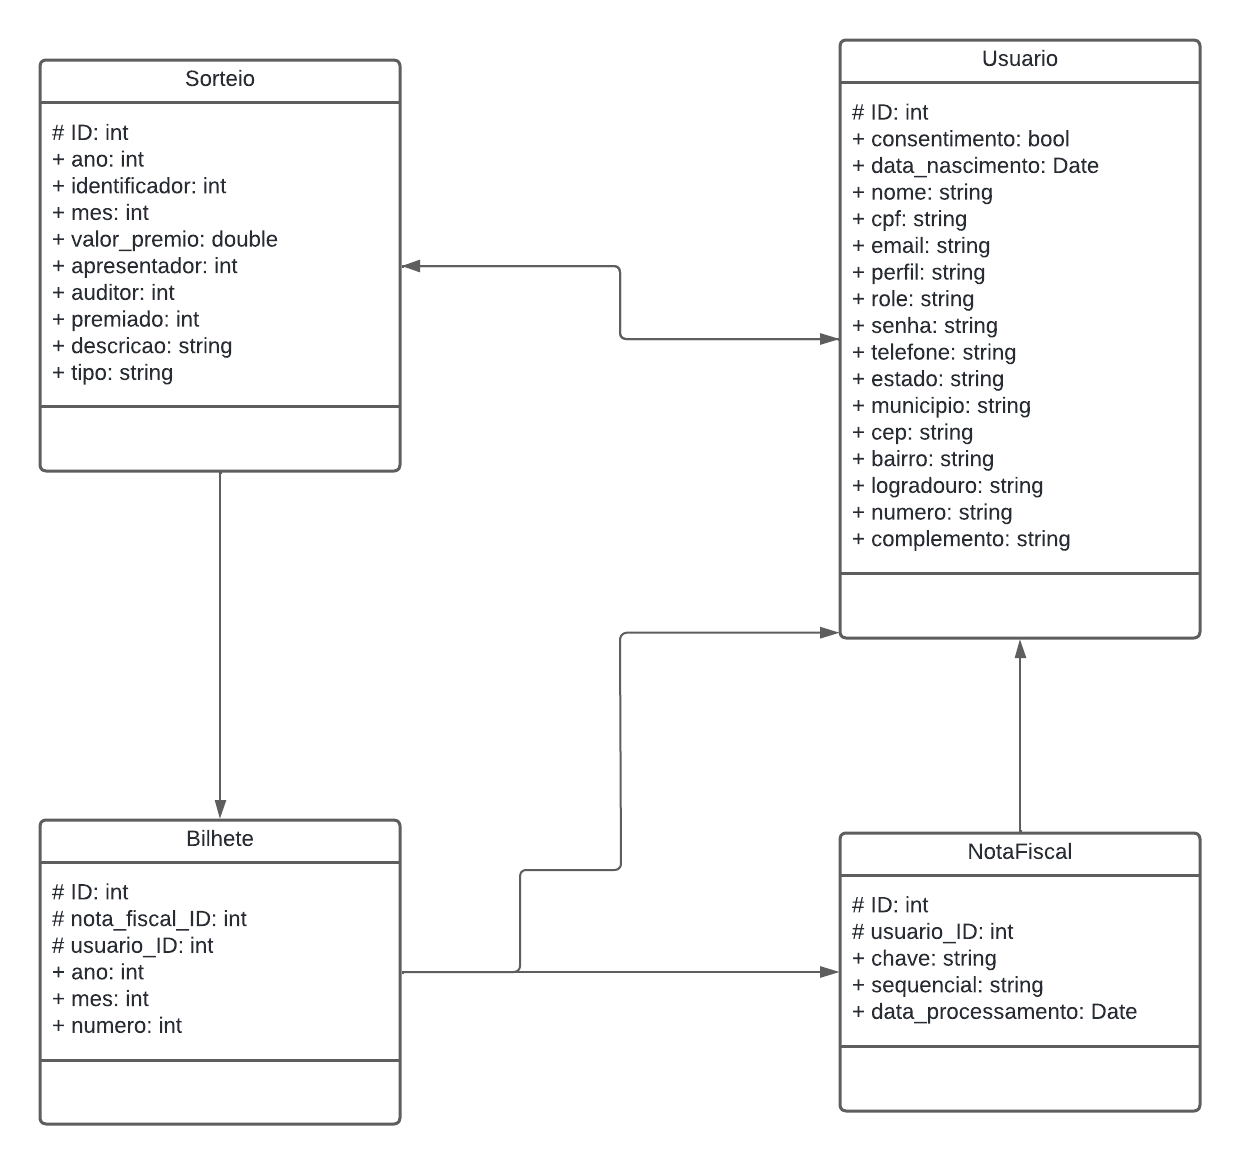 Sorteio
# ID: int
+ ano: int
+ identificador: int
+ mes: int
+ valor_premio: double
+ apresentador: int
+ auditor: int
+ premiado: int
+ descricao: string
+ tipo: string
Usuario
# ID: int
+ consentimento: bool
+ data_nascimento: Date
+ nome: string
+ cpf: string
+ email: string
+ perfil: string
+ role: string
+ senha: string
+ telefone: string
+ estado: string
+ municipio: string
+ cep: string
+ bairro: string
+ logradouro: string
+ numero: string
+ complemento: string
Bilhete
# ID: int
# nota_fiscal_ID: int
# usuario_ID: int
+ ano: int
+ mes: int
+ numero: int
NotaFiscal
# ID: int
# usuario_ID: int
+ chave: string
+ sequencial: string
+ data_processamento: Date